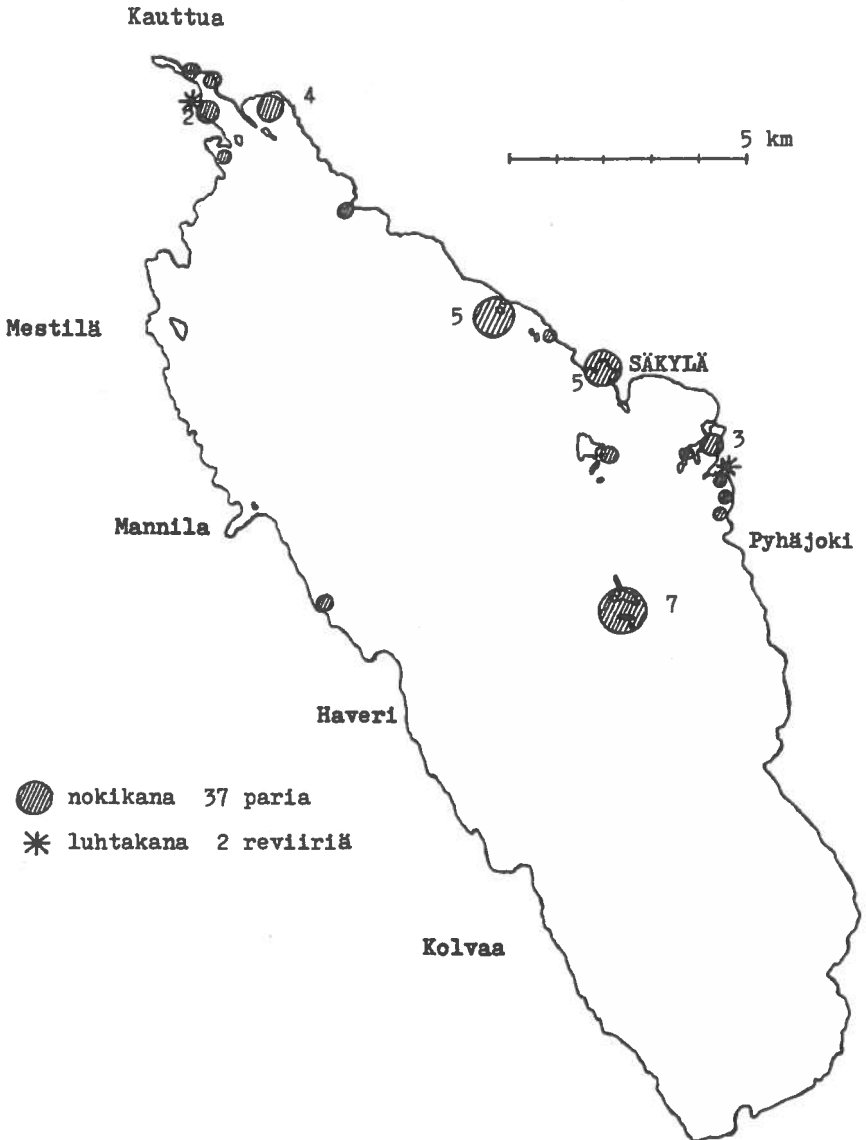 Kauttua
4
2
5 km
5
Mestilä
SÄKYLÄ
5
3
Mannila
Pyhäjoki
7
Haveri
nokikana 37 paria
luhtakana 2 reviiriä
Kolvaa